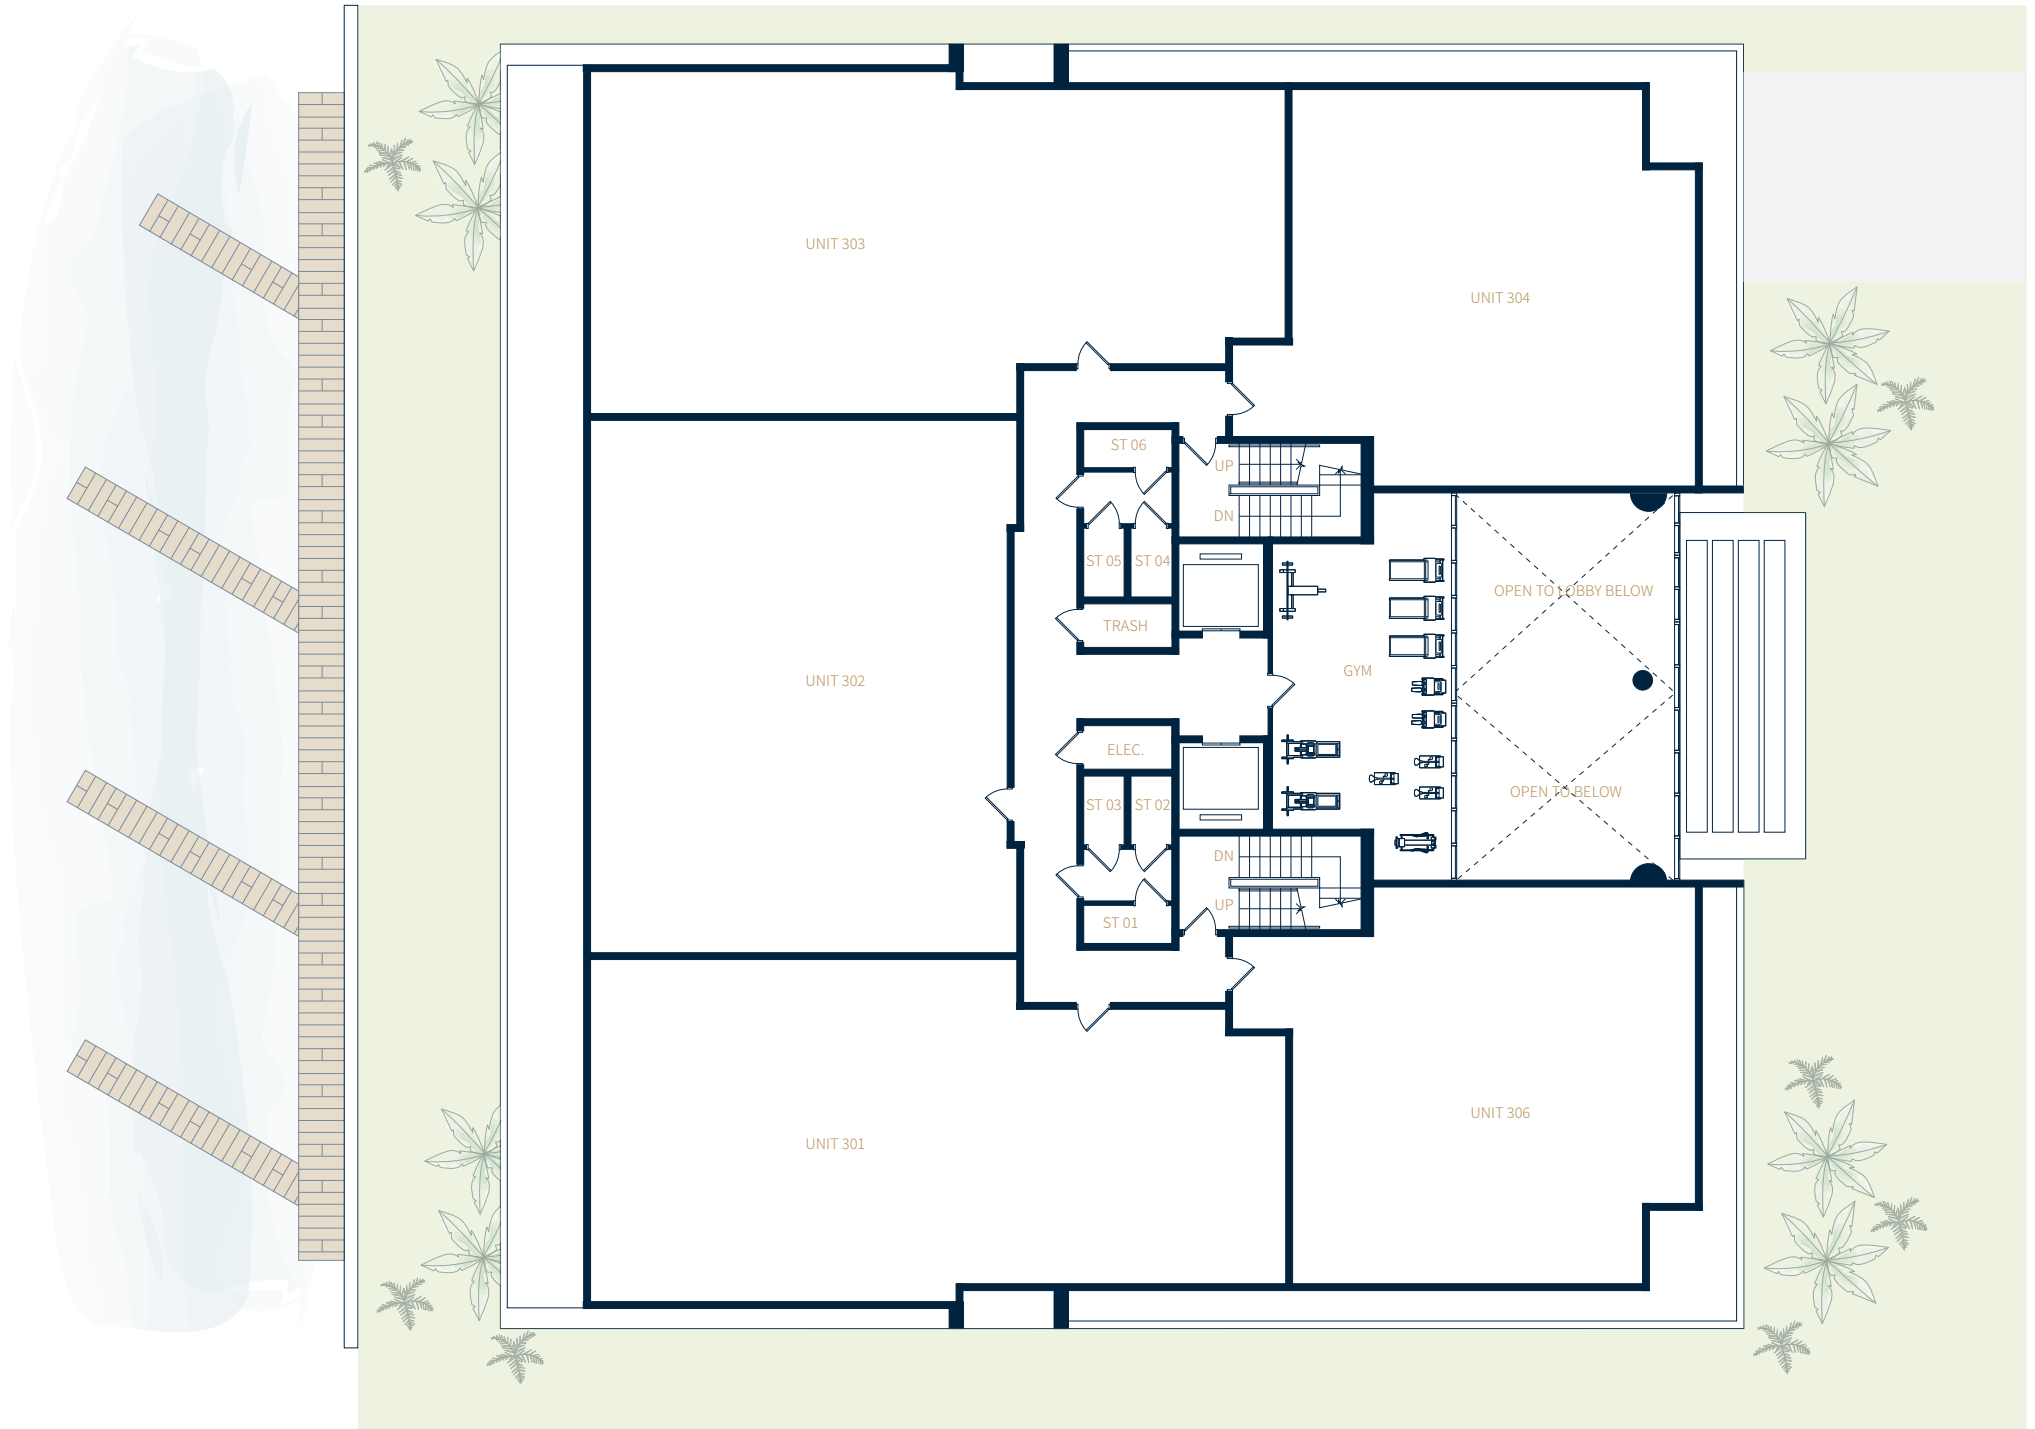 UNIT 303
UNIT 304
ST 06
UP
DN
ST 05
ST 04
OPEN TO LOBBY BELOW
TRASH
GYM
UNIT 302
ELEC.
OPEN TO BELOW
ST 03
ST 02
DN
UP
ST 01
UNIT 306
UNIT 301